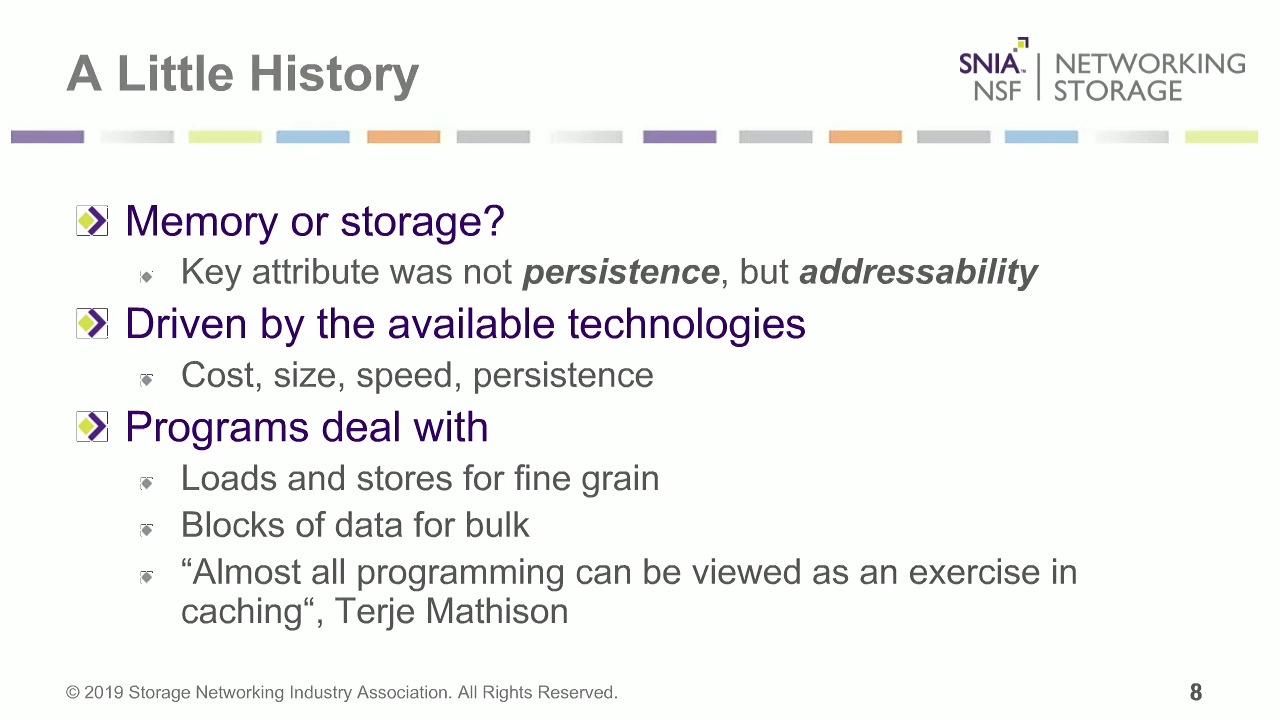 A Little History
SNIA™ NSF | NETWORKING STORAGE
Memory or storage?
Key attribute was not persistence, but addressability
Driven by the available technologies
Cost, size, speed, persistence
Programs deal with
Loads and stores for fine grain
Blocks of data for bulk
“Almost all programming can be viewed as an exercise in
caching“, Terje Mathison
© 2019 Storage Networking Industry Association. All Rights Reserved.
8